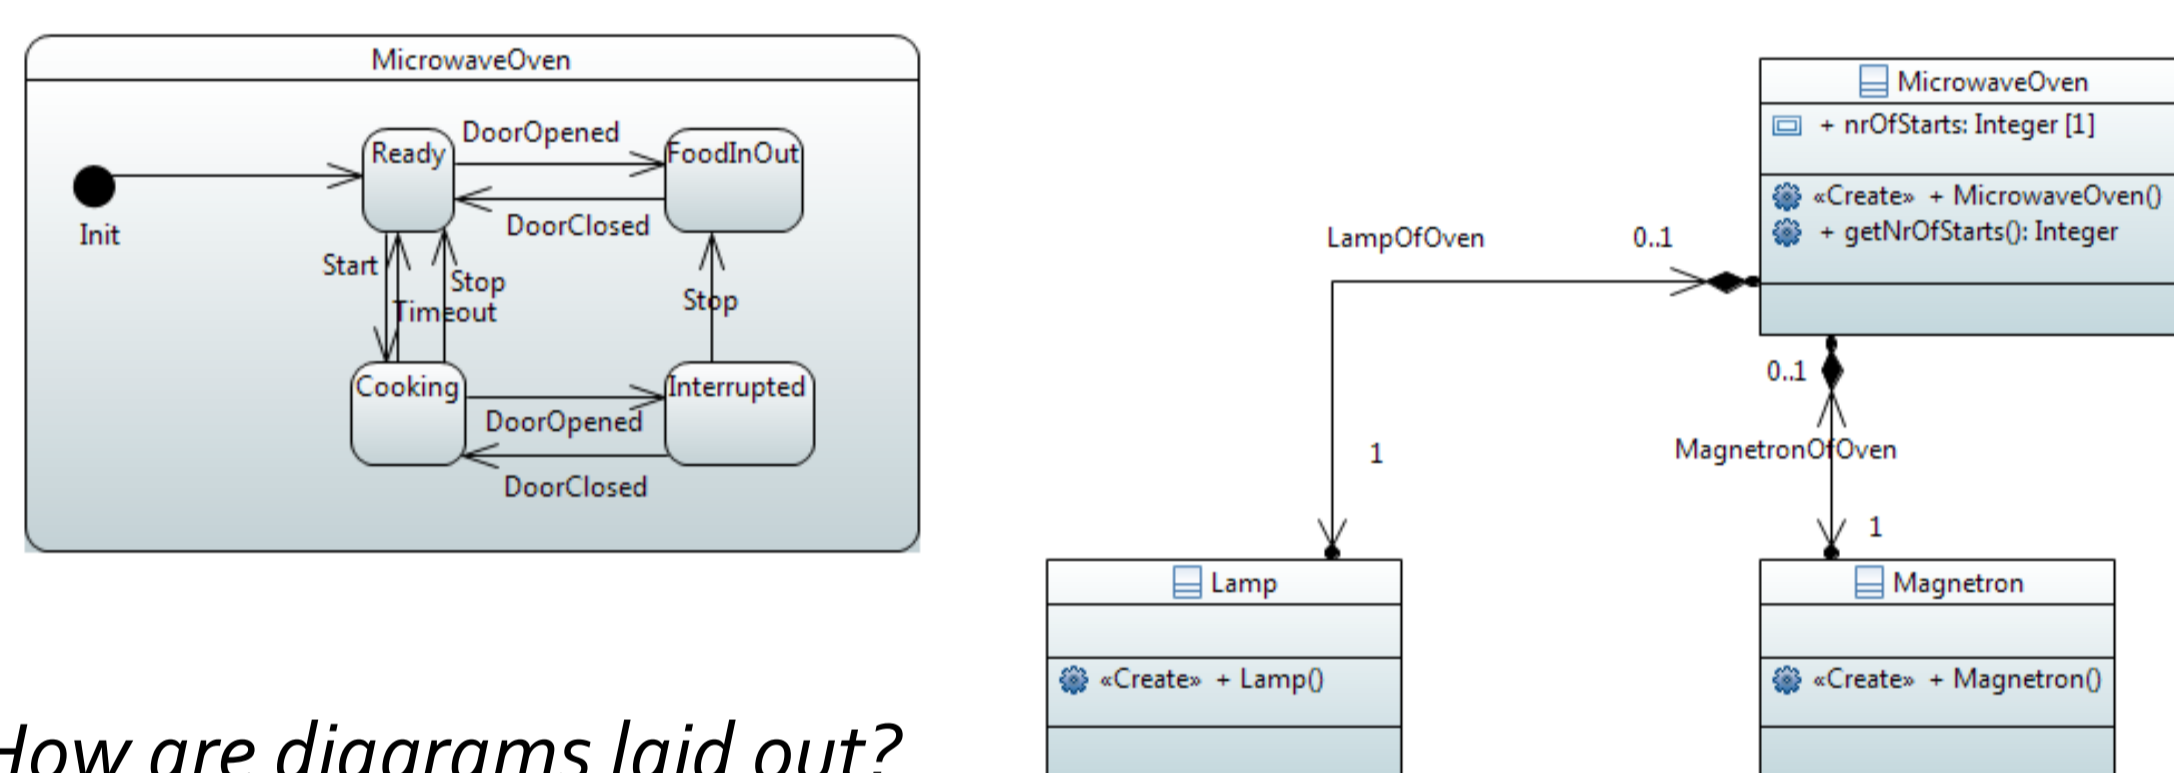 MicrowaveOven
Init
Ready
DoorOpened
FoodInOut
DoorClosed
Start
Stop
Timeout
Stop
Cooking
DoorOpened
Interrupted
DoorClosed
MicrowaveOven
+ nrOfStarts: Integer [1]
«Create» + MicrowaveOven()
+ getNrOfStarts(): Integer
LampOfOven
0..1
1
0..1
MagnetronOfOven
1
Lamp
«Create» + Lamp()
Magnetron
«Create» + Magnetron()
How are diagrams laid out?